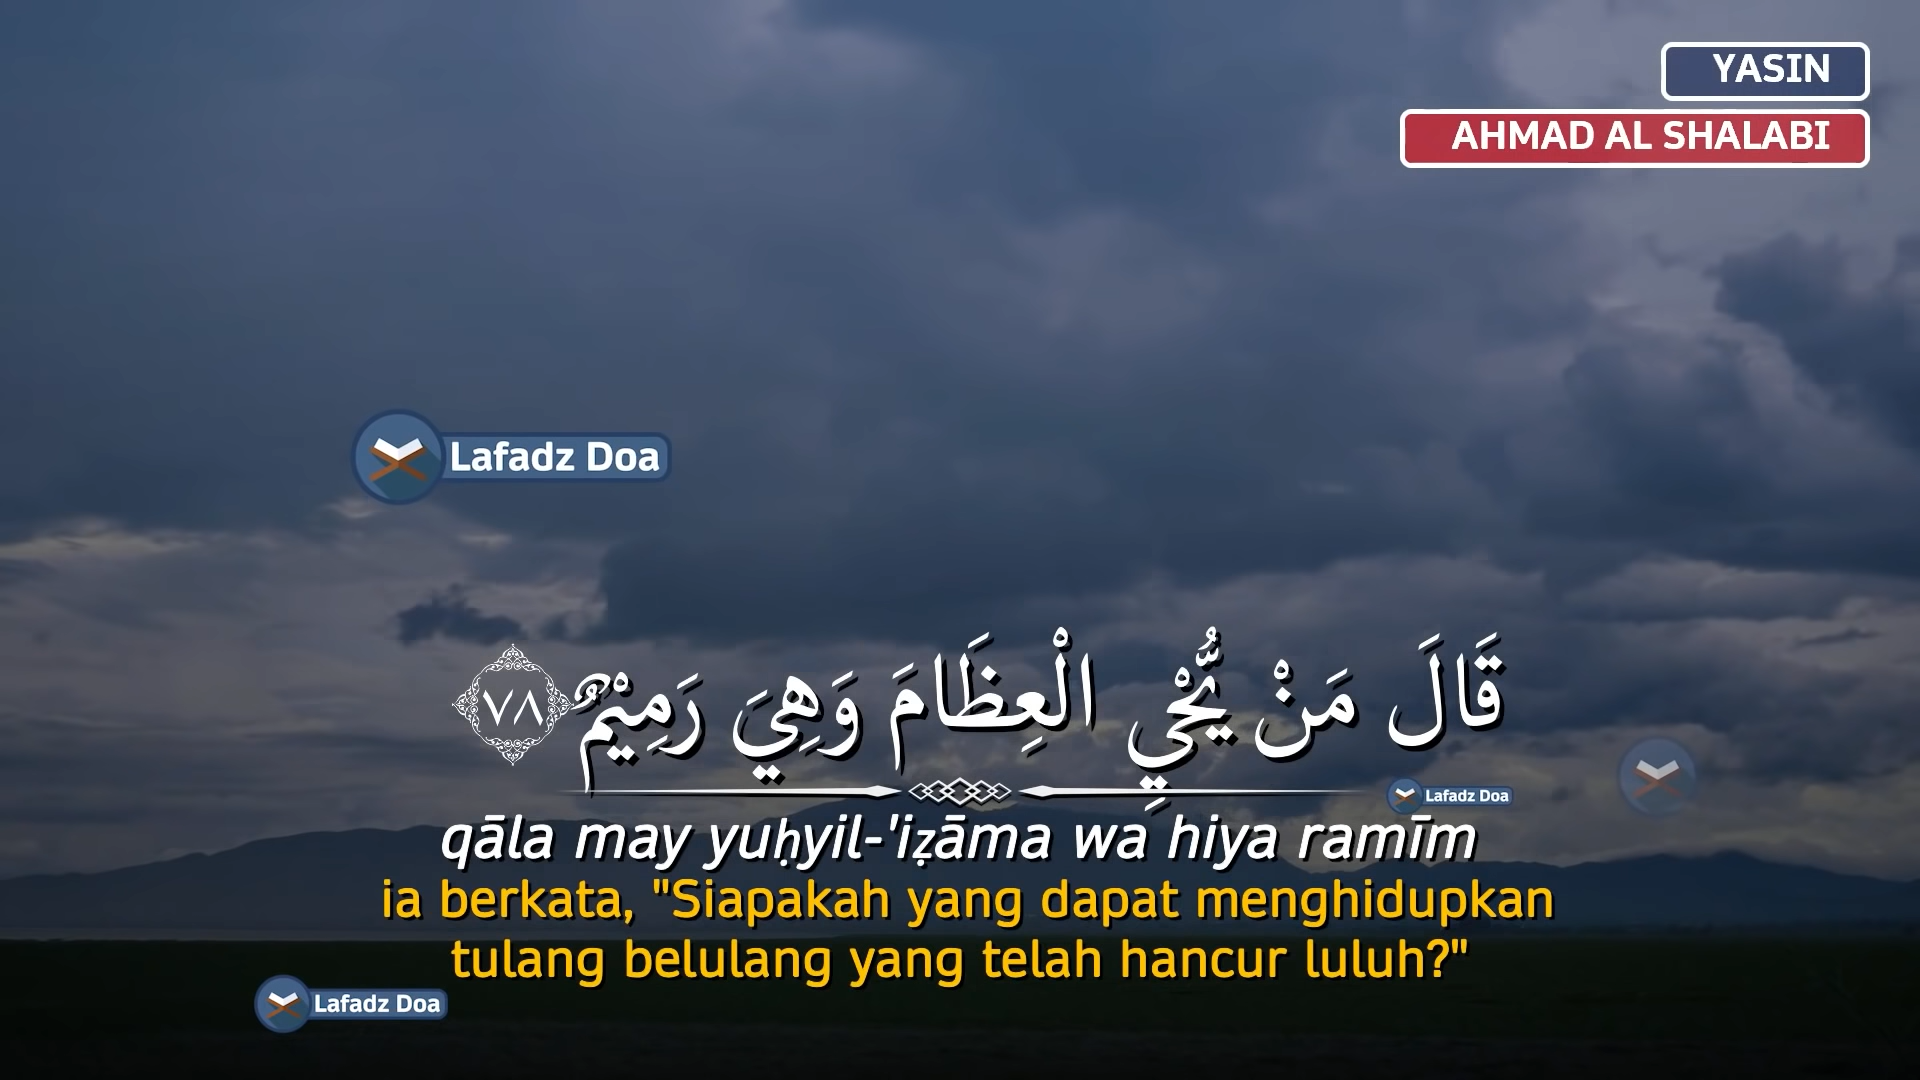 YASIN
AHMAD AL SHALABI
Lafadz Doa
قَالَ مَنْ يُّحْيِ الْعِظَامَ وَهِيَ رَمِيْمٌ ٧٨
Lafadz Doa
qāla may yuḥyil-'iẓāma wa hiya ramīm
ia berkata, "Siapakah yang dapat menghidupkan
tulang belulang yang telah hancur luluh?"
Lafadz Doa